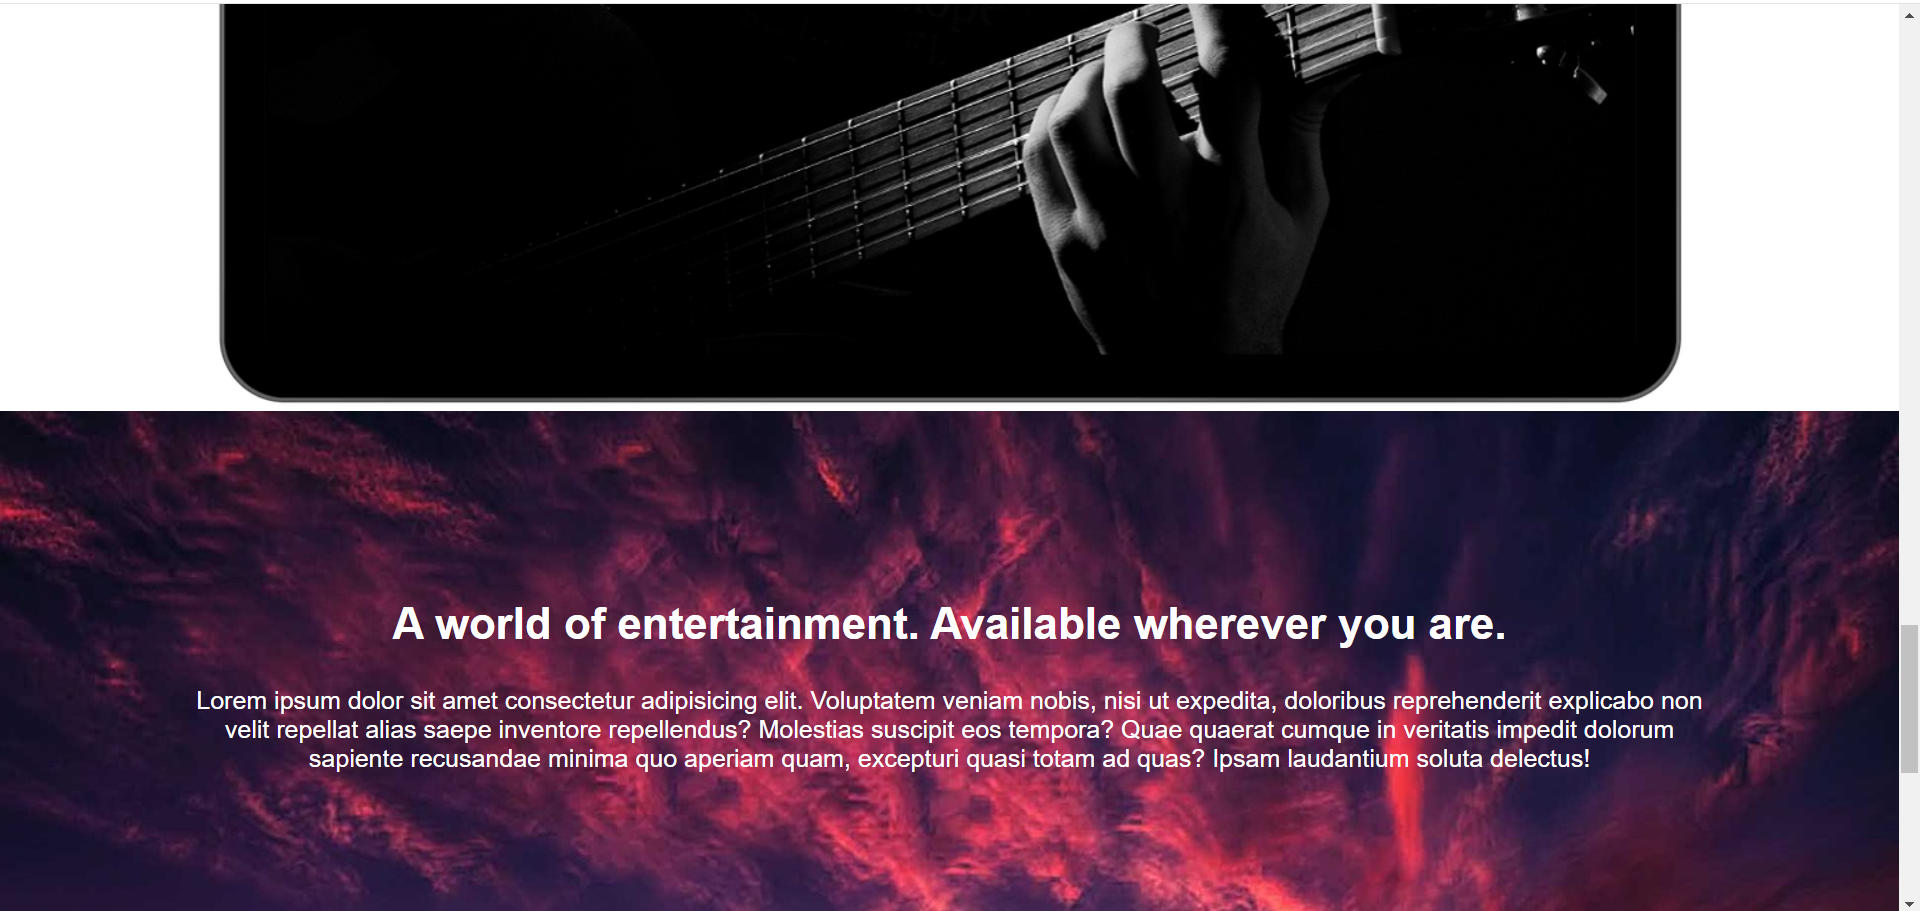 A world of entertainment. Available wherever you are.
Lorem ipsum dolor sit amet consectetur adipisicing elit. Voluptatem veniam nobis, nisi ut expedita, doloribus reprehenderit explicabo non
velit repellat alias saepe inventore repellendus? Molestias suscipit eos tempora? Quae quaerat cumque in veritatis impedit dolorum
sapiente recusandae minima quo aperiam quam, excepturi quasi totam ad quas? Ipsam laudantium soluta delectus!